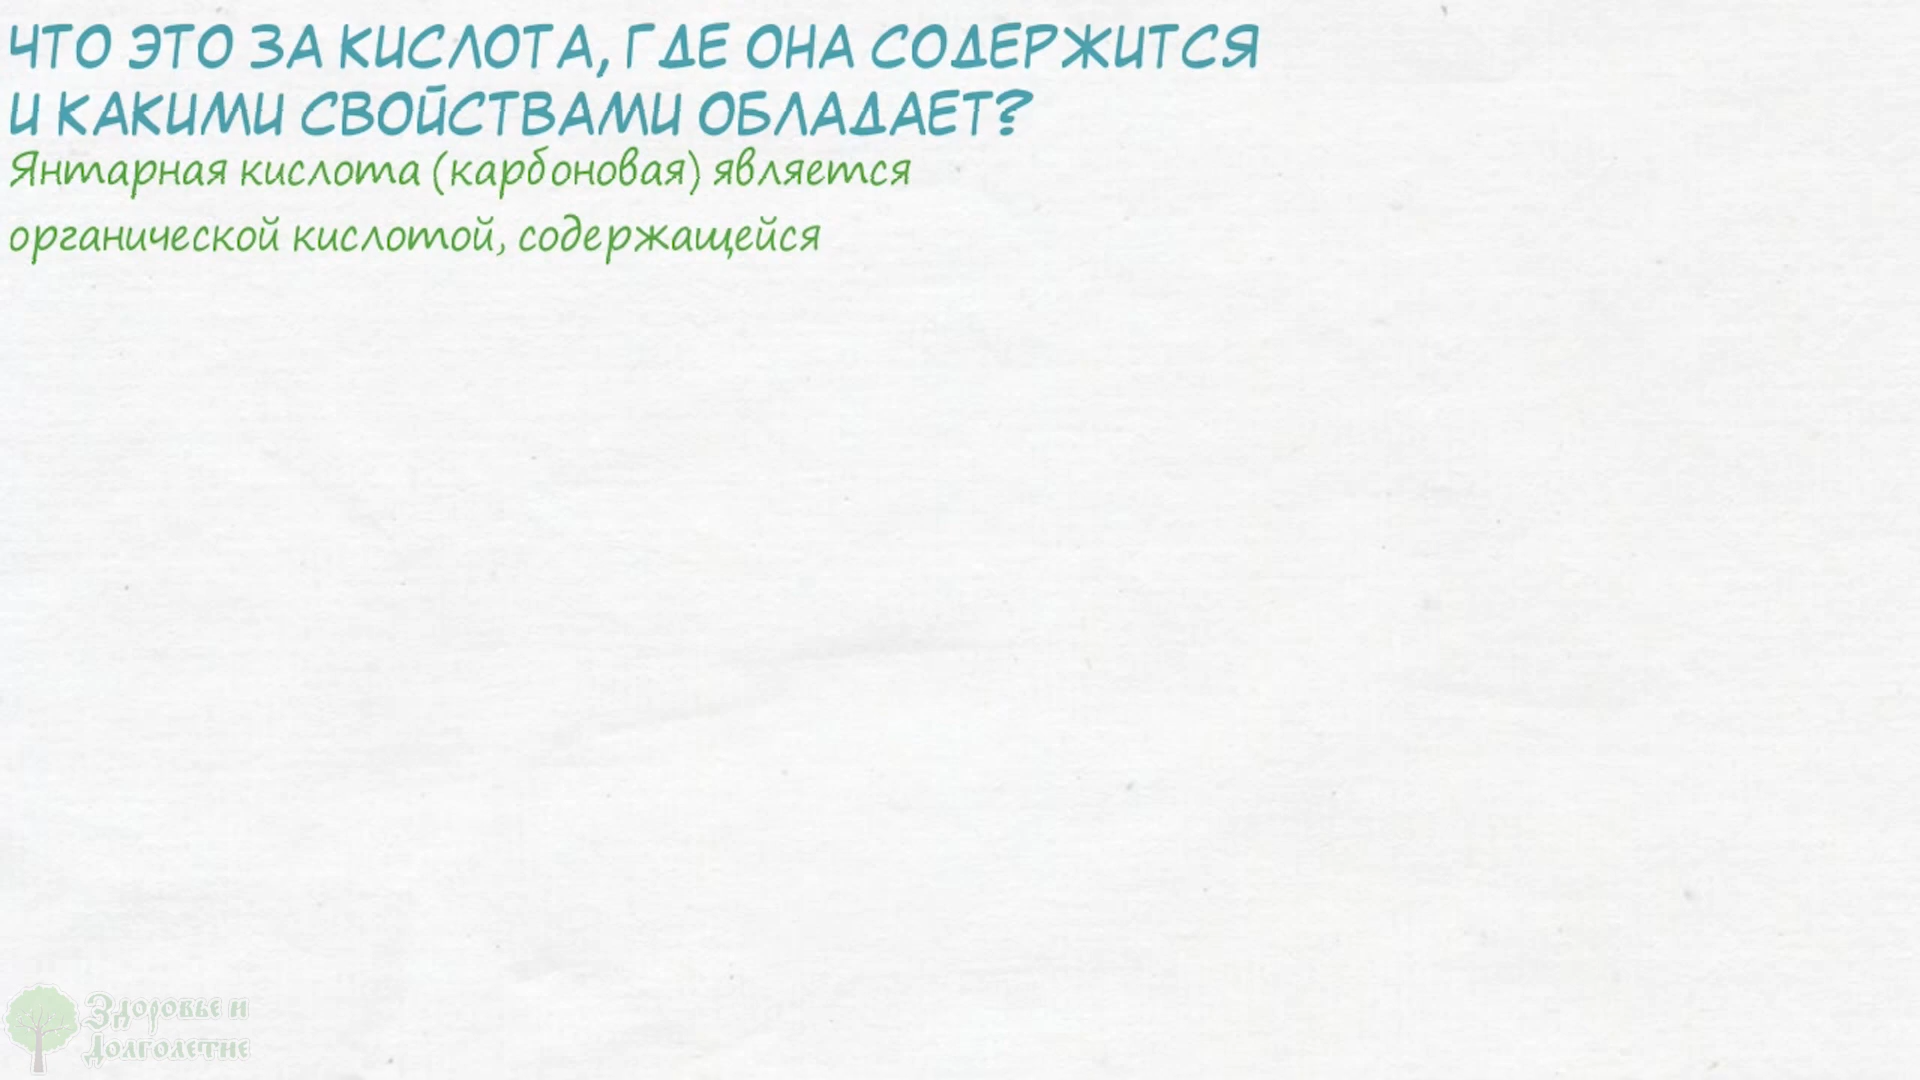 ЧТО ЭТО ЗА КИСЛОТА, ГДЕ ОНА СОДЕРЖИТСЯ
И КАКИМИ СВОЙСТВАМИ ОБЛАДАЕТ?
Янтарная кислота (карбоновая) является
органической кислотой, содержащейся
Здоровье и
Долголетие